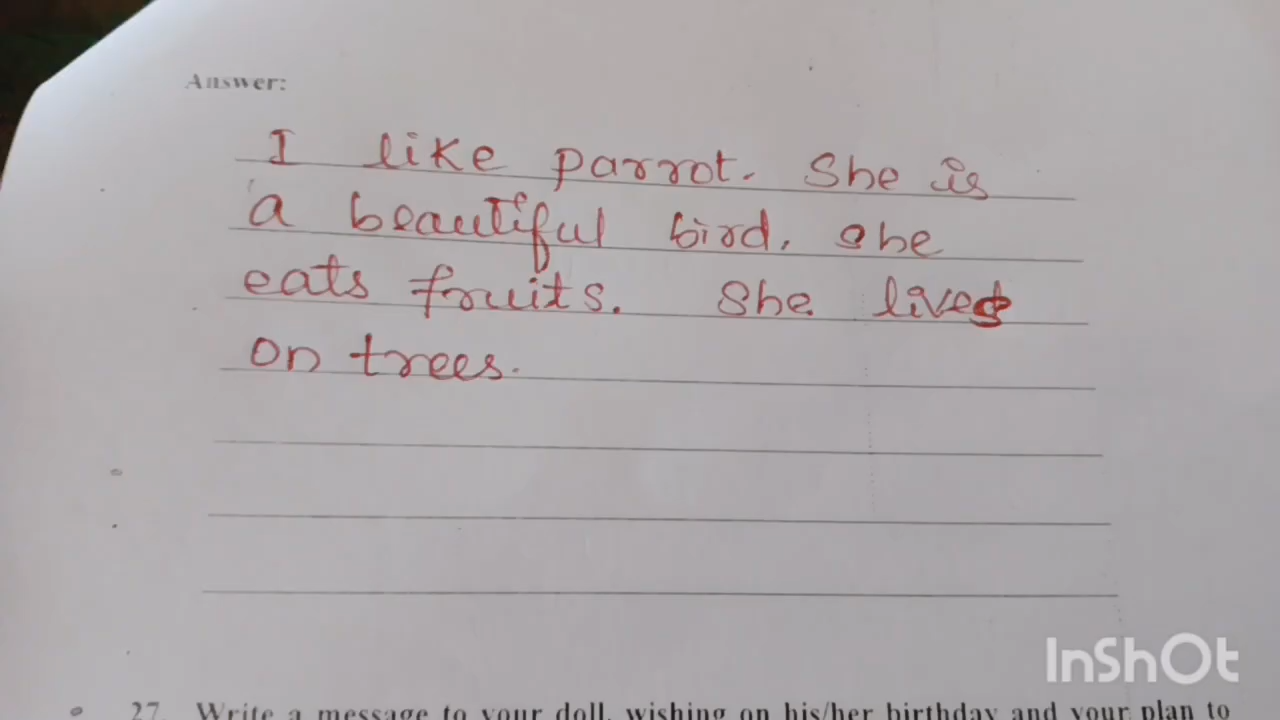 Answer:
I like parrot. She is
a beautiful bird. she
eats fruits. She lives
on trees.
27. Write a message to your doll, wishing on his/her birthday and your plan to
InShOt